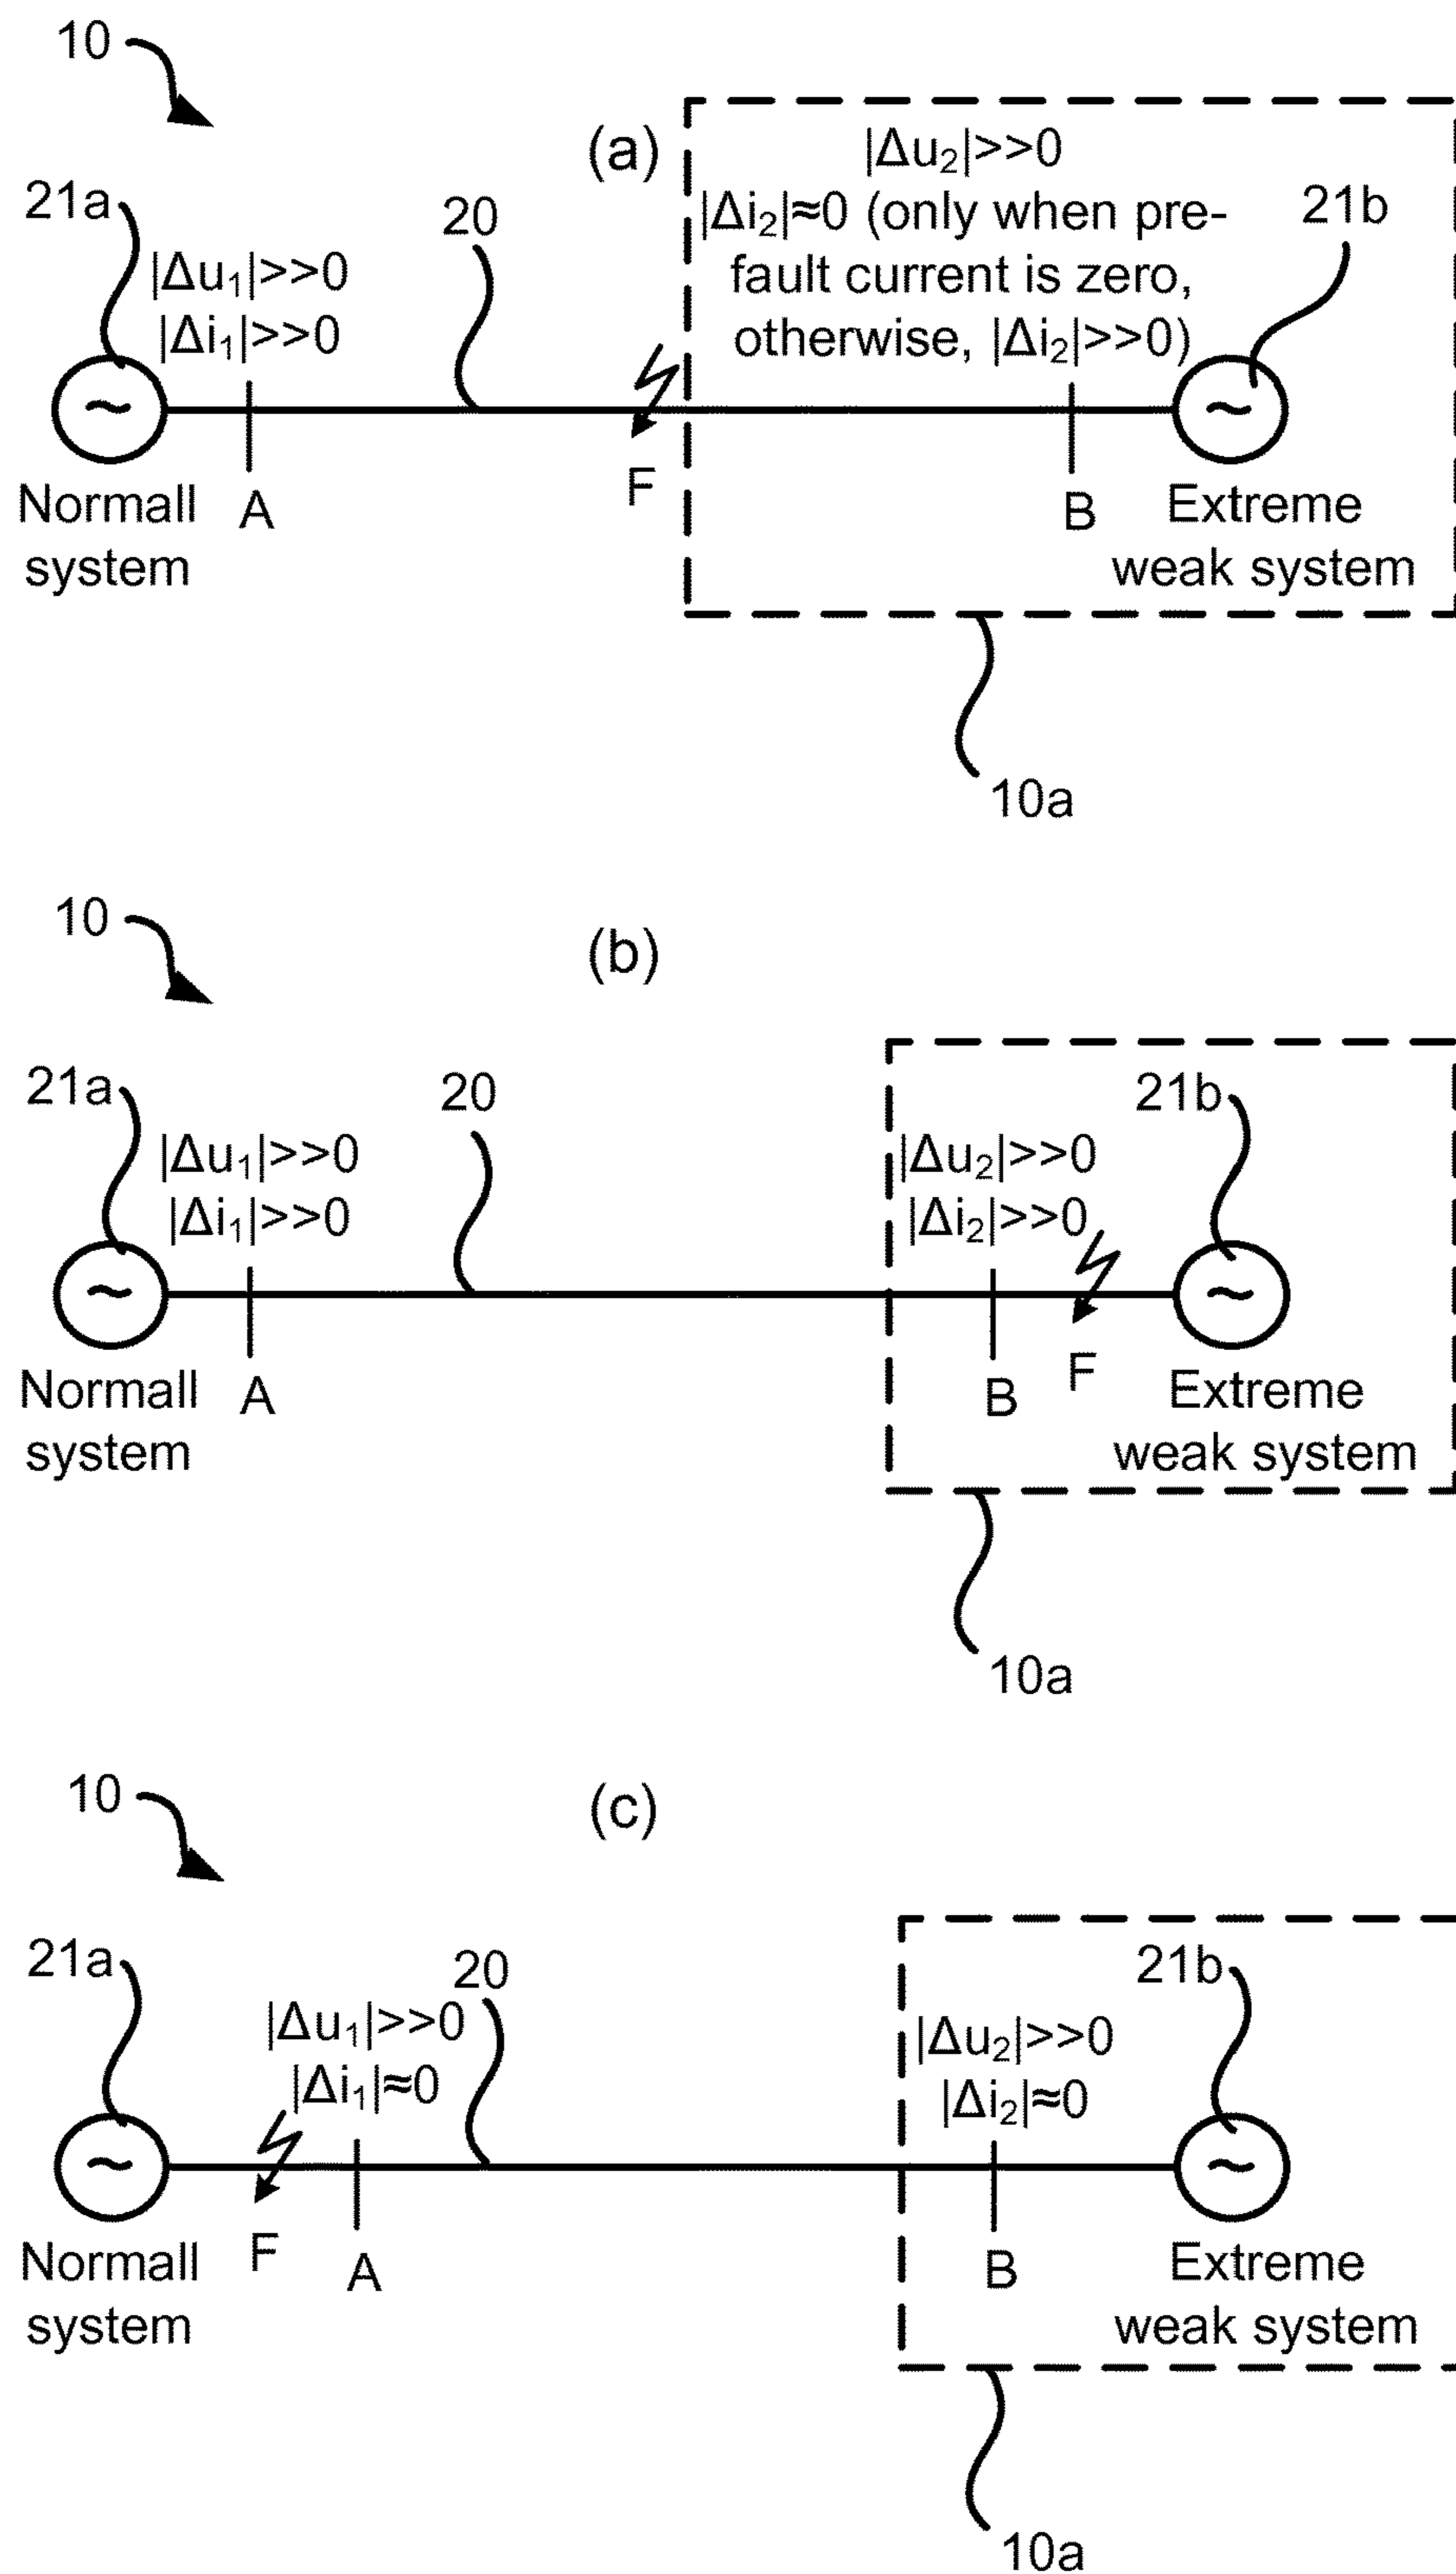 10
(a)
|Δu₂|>>0
|Δi₂|≈0 (only when pre-
fault current is zero,
otherwise, |Δi₂|>>0)
21a
20
21b
|Δu₁|>>0
|Δi₁|>>0
~
~
F
Normall
system
A
B
Extreme
weak system
10a
10
(b)
21a
20
21b
|Δu₁|>>0
|Δi₁|>>0
|Δu₂|>>0
|Δi₂|>>0
~
~
Normall
system
A
B
F
Extreme
weak system
10a
10
(c)
21a
20
21b
|Δu₁|>>0
|Δi₁|≈0
|Δu₂|>>0
|Δi₂|≈0
~
~
Normall
system
F
A
B
Extreme
weak system
10a